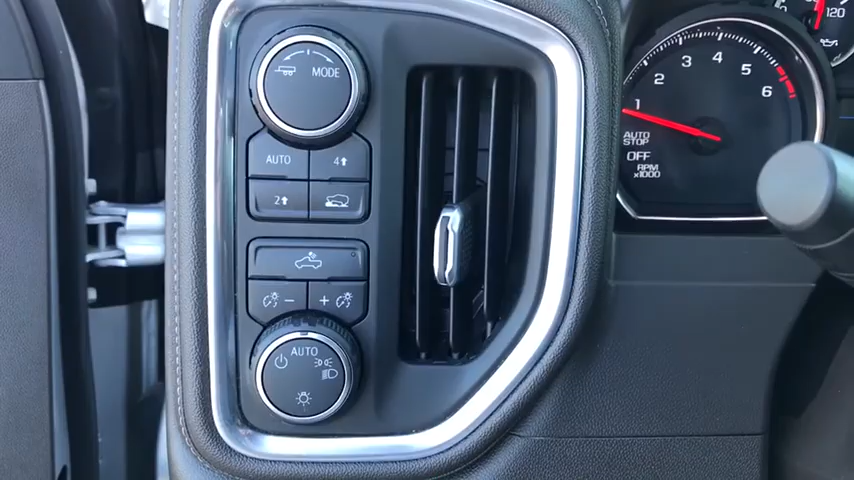 MODE
AUTO 4
2
- +
AUTO
1 2 3 4 5 6
AUTO
STOP
OFF
RPM
x1000
120